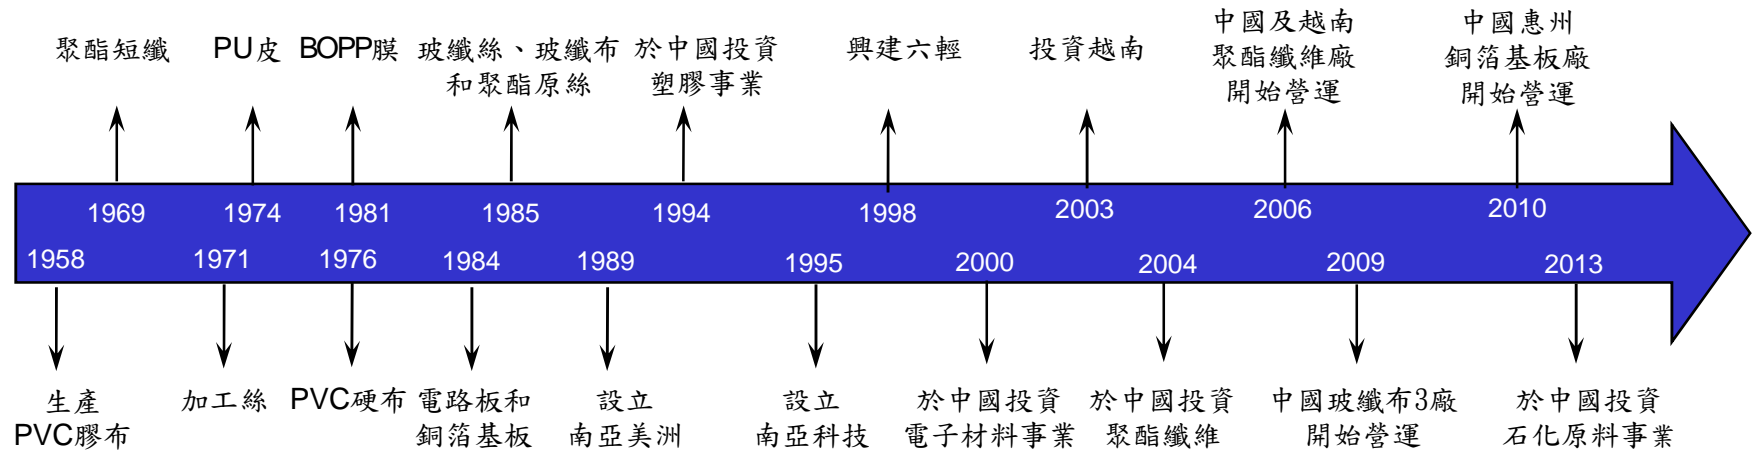 聚酯短纖
PU皮
BOPP膜
玻纖絲、玻纖布
和聚酯原絲
於中國投資
塑膠事業
興建六輕
投資越南
中國及越南
聚酯纖維廠
開始營運
中國惠州
銅箔基板廠
開始營運
1969
1974
1981
1985
1994
1998
2003
2006
2010
1958
1971
1976
1984
1989
1995
2000
2004
2009
2013
生產
PVC膠布
加工絲
PVC硬布
電路板和
銅箔基板
設立
南亞美洲
設立
南亞科技
於中國投資
電子材料事業
於中國投資
聚酯纖維
中國玻纖布3廠
開始營運
於中國投資
石化原料事業